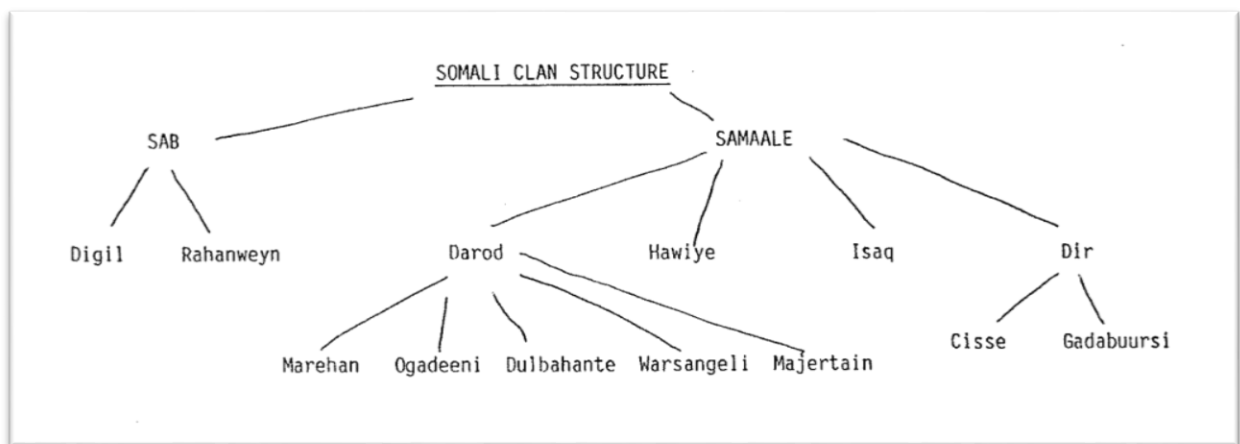 SOMALI CLAN STRUCTURE
SAB SAMAALE
Digil Rahanweyn Darod Hawiye Isaq Dir
Cisse Gadabuursi
Marehan Ogadeeni Dulbahante Warsangeli Majertain